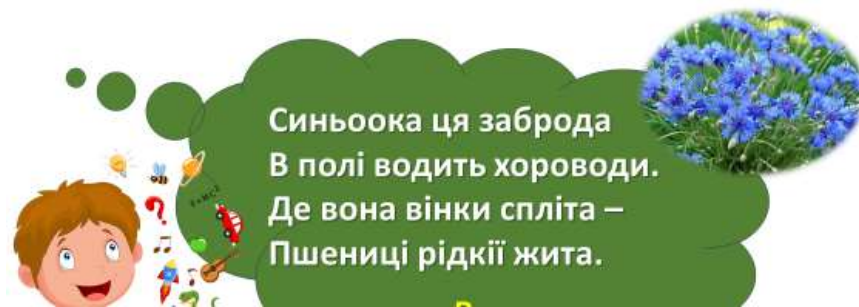 Синьоока ця заброда
В полі водить хороводи.
Де вона вінки спліта –
Пшениці рідкії жита.